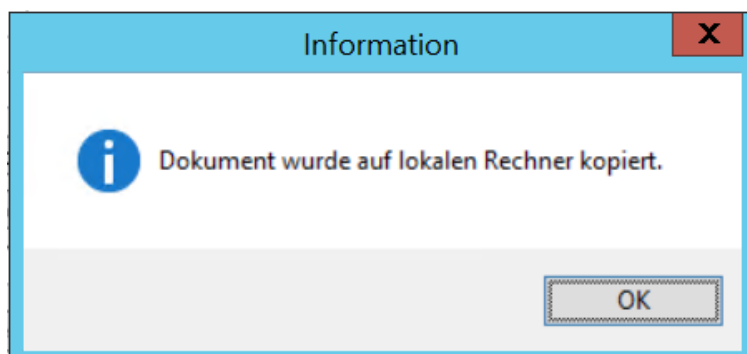 Information
X
Dokument wurde auf lokalen Rechner kopiert.
OK